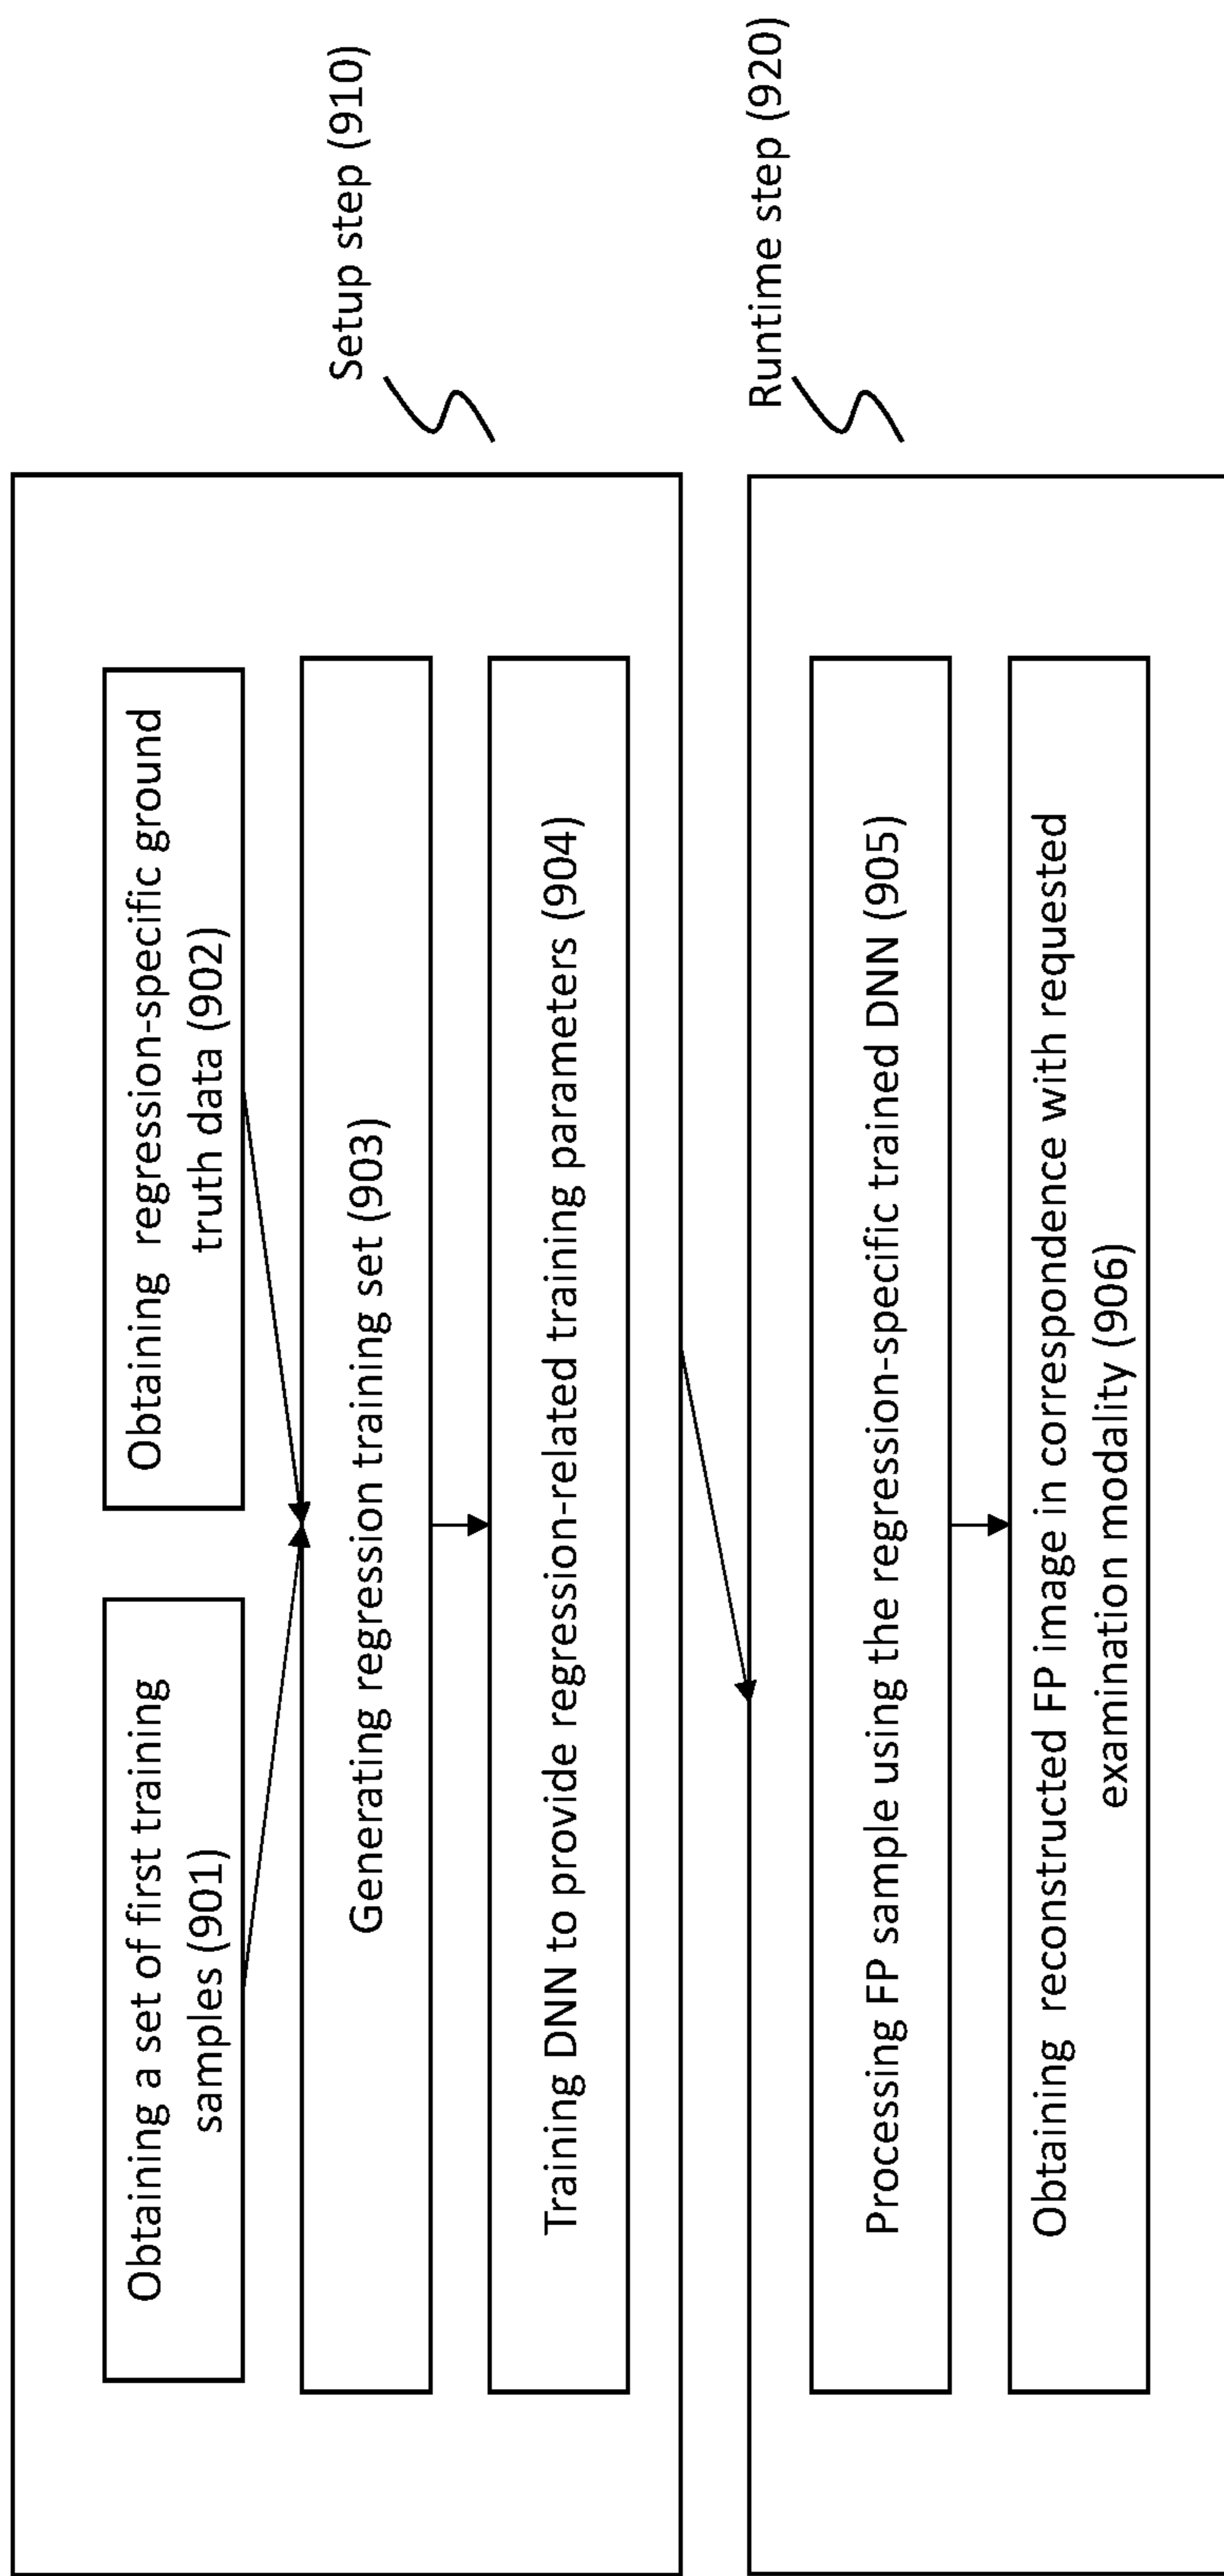 Setup step (910)
Obtaining a set of first training
samples (901)
Obtaining regression-specific ground
truth data (902)
Generating regression training set (903)
Training DNN to provide regression-related training parameters (904)
Runtime step (920)
Processing FP sample using the regression-specific trained DNN (905)
Obtaining reconstructed FP image in correspondence with requested
examination modality (906)